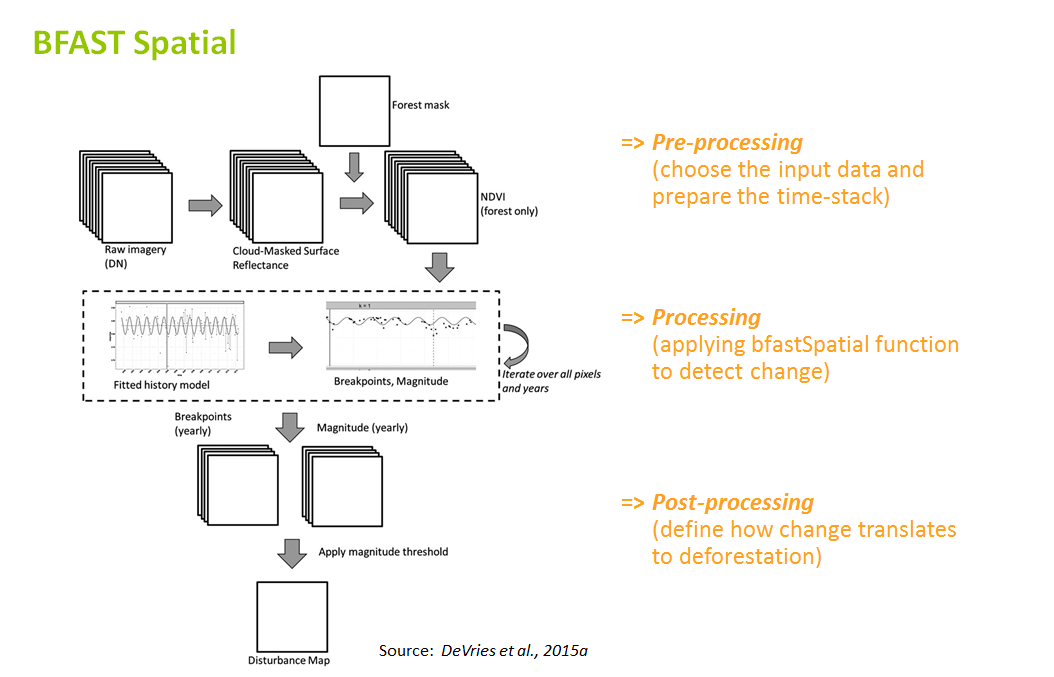 BFAST Spatial
Forest mask
Raw imagery
(DN)
Cloud-Masked Surface
Reflectance
NDVI
(forest only)
=> Pre-processing
(choose the input data and
prepare the time-stack)
k = 1
Fitted history model
Breakpoints, Magnitude
Iterate over all pixels
and years
=> Processing
(applying bfastSpatial function
to detect change)
Breakpoints
(yearly)
Magnitude (yearly)
Apply magnitude threshold
=> Post-processing
(define how change translates
to deforestation)
Disturbance Map
Source: DeVries et al., 2015a